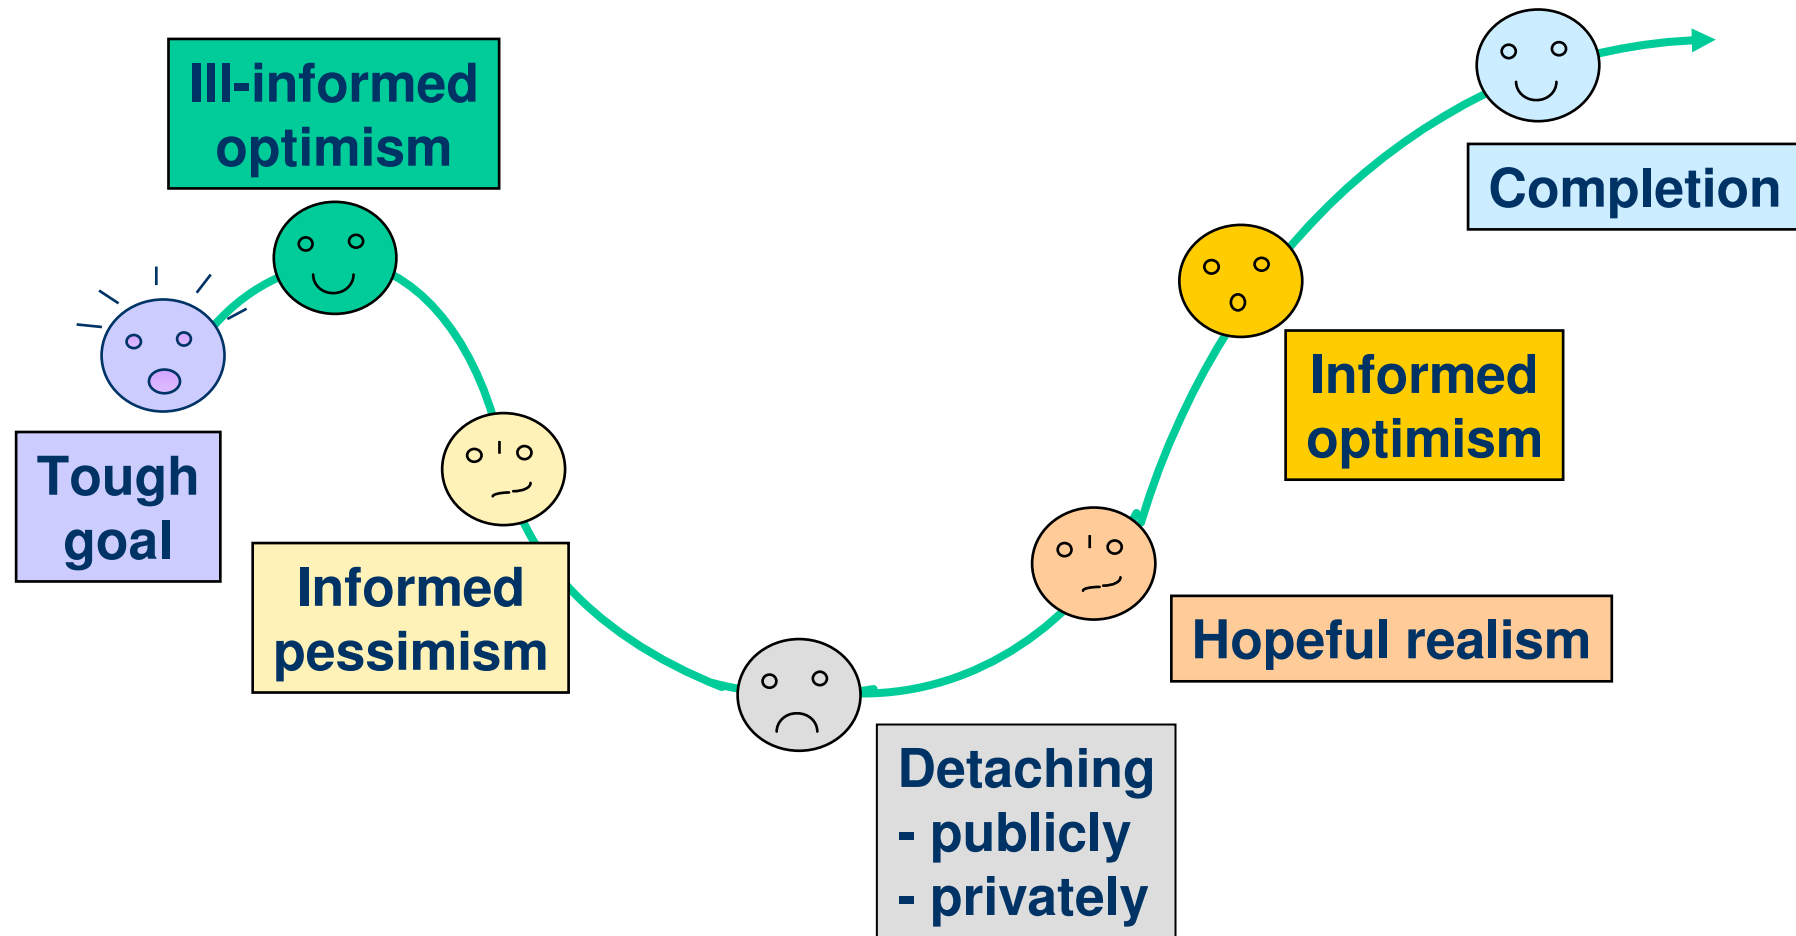 Ill-informed
optimism
Tough
goal
Informed
pessimism
Detaching
- publicly
- privately
Hopeful realism
Informed
optimism
Completion